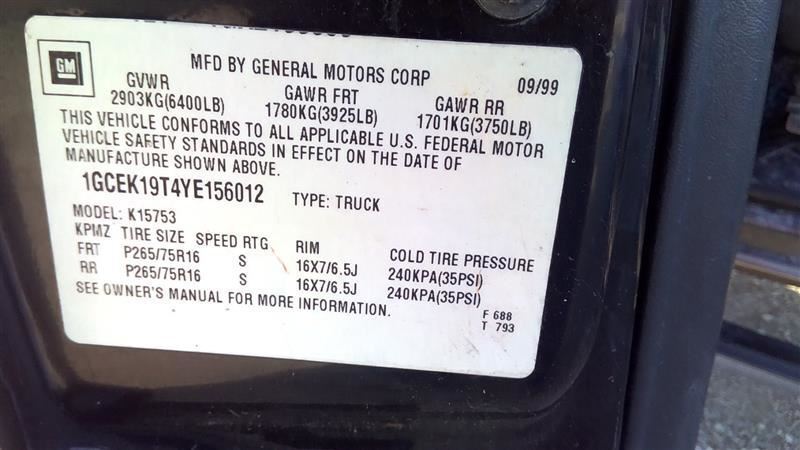 GM
MFD BY GENERAL MOTORS CORP 09/99
GVWR GAWR FRT GAWR RR
2903KG(6400LB) 1780KG(3925LB) 1701KG(3750LB)
THIS VEHICLE CONFORMS TO ALL APPLICABLE U.S. FEDERAL MOTOR
VEHICLE SAFETY STANDARDS IN EFFECT ON THE DATE OF
MANUFACTURE SHOWN ABOVE.
1GCEK19T4YE156012 TYPE: TRUCK
MODEL: K15753
KPMZ TIRE SIZE SPEED RTG RIM COLD TIRE PRESSURE
FRT P265/75R16 S 16X7/6.5J 240KPA(35PSI)
RR P265/75R16 S 16X7/6.5J 240KPA(35PSI)
SEE OWNER'S MANUAL FOR MORE INFORMATION.
F 688
T 793